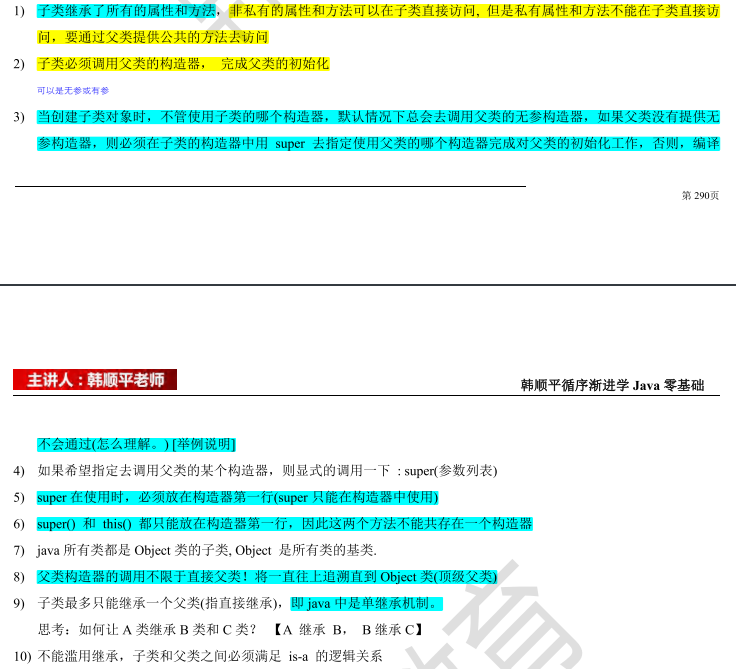 1) 子类继承了所有的属性和方法，非私有的属性和方法可以在子类直接访问, 但是私有属性和方法不能在子类直接访
问，要通过父类提供公共的方法去访问
2) 子类必须调用父类的构造器， 完成父类的初始化
可以是无参或有参
3) 当创建子类对象时，不管使用子类的哪个构造器，默认情况下总会去调用父类的无参构造器，如果父类没有提供无
参构造器，则必须在子类的构造器中用 super 去指定使用父类的哪个构造器完成对父类的初始化工作，否则，编译
第 290页
主讲人：韩顺平老师
韩顺平循序渐进学 Java 零基础
不会通过(怎么理解。) [举例说明]
4) 如果希望指定去调用父类的某个构造器，则显式的调用一下 : super(参数列表)
5) super 在使用时，必须放在构造器第一行(super 只能在构造器中使用)
6) super() 和 this() 都只能放在构造器第一行，因此这两个方法不能共存在一个构造器
7) java 所有类都是 Object 类的子类, Object 是所有类的基类.
8) 父类构造器的调用不限于直接父类！将一直往上追溯直到 Object 类(顶级父类)
9) 子类最多只能继承一个父类(指直接继承)，即 java 中是单继承机制。
思考：如何让 A 类继承 B 类和 C 类？ 【A 继承 B， B 继承 C】
10) 不能滥用继承，子类和父类之间必须满足 is-a 的逻辑关系